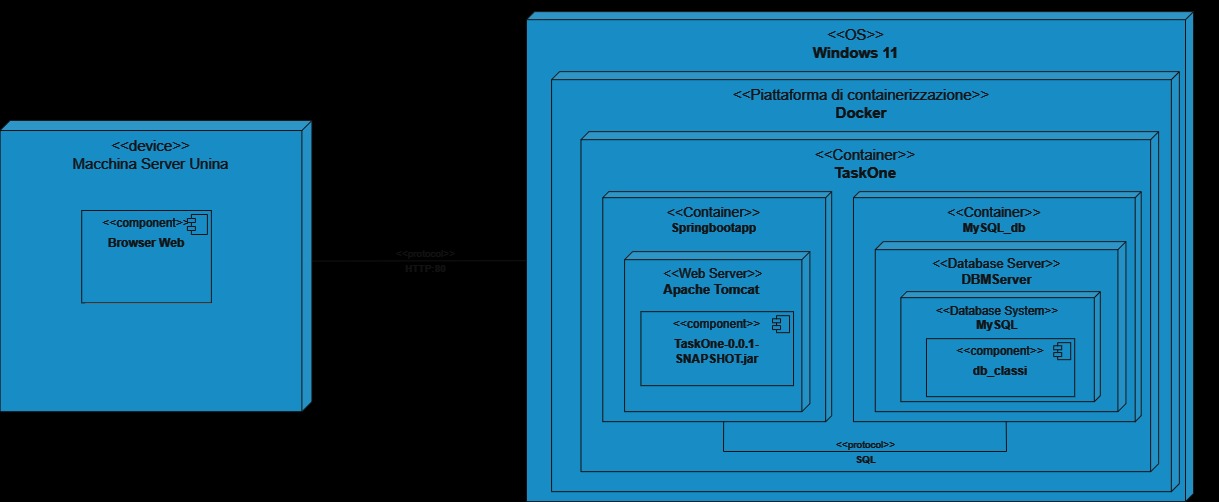 <<OS>>
Windows 11
<<Piattaforma di containerizzazione>>
Docker
<<device>>
Macchina Server Unina
<<component>>
Browser Web
<<protocol>>
HTTP:80
<<Container>>
TaskOne
<<Container>>
Springbootapp
<<Web Server>>
Apache Tomcat
<<component>>
TaskOne-0.0.1-
SNAPSHOT.jar
<<Container>>
MySQL_db
<<Database Server>>
DBMServer
<<Database System>>
MySQL
<<component>>
db_classi
<<protocol>>
SQL